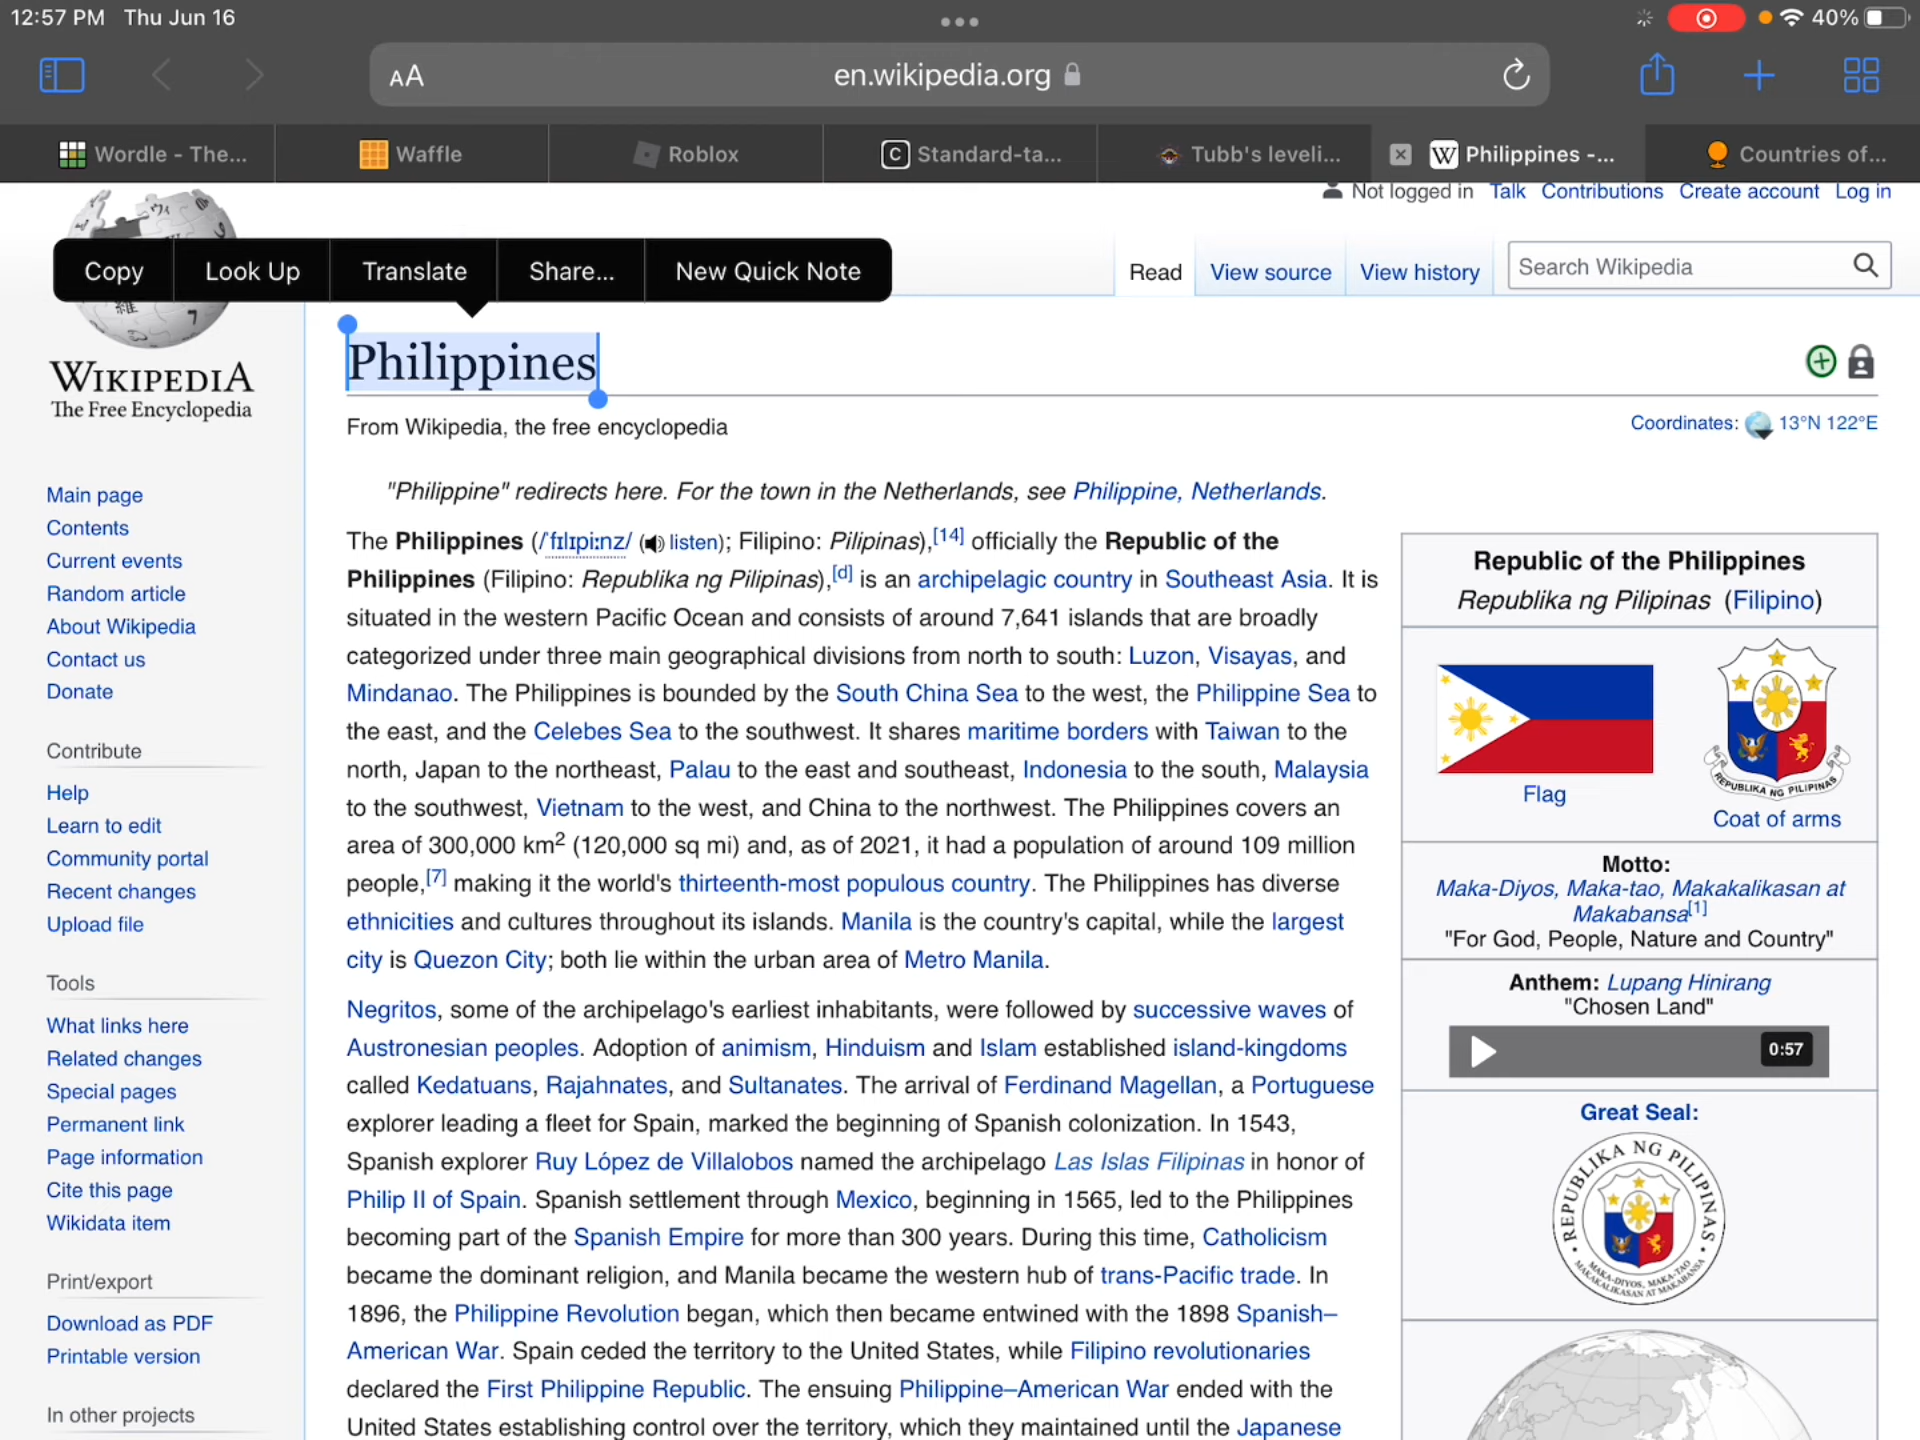 12:57 PM Thu Jun 16
40%
AA
en.wikipedia.org
Wordle - The...
Waffle
Roblox
C Standard-ta...
Tubb's leveli...
W Philippines -...
Countries of...
Not logged in Talk Contributions Create account Log in
Copy Look Up Translate Share... New Quick Note
Read View source View history Search Wikipedia
WIKIPEDIA
The Free Encyclopedia
Main page
Contents
Current events
Random article
About Wikipedia
Contact us
Donate
Contribute
Help
Learn to edit
Community portal
Recent changes
Upload file
Tools
What links here
Related changes
Special pages
Permanent link
Page information
Cite this page
Wikidata item
Print/export
Download as PDF
Printable version
In other projects
Philippines
From Wikipedia, the free encyclopedia
Coordinates: 13°N 122°E
"Philippine" redirects here. For the town in the Netherlands, see Philippine, Netherlands.
The Philippines (/ˈfɪlɪpiːnz/ (listen); Filipino: Pilipinas),[14] officially the Republic of the
Philippines (Filipino: Republika ng Pilipinas),[d] is an archipelagic country in Southeast Asia. It is
situated in the western Pacific Ocean and consists of around 7,641 islands that are broadly
categorized under three main geographical divisions from north to south: Luzon, Visayas, and
Mindanao. The Philippines is bounded by the South China Sea to the west, the Philippine Sea to
the east, and the Celebes Sea to the southwest. It shares maritime borders with Taiwan to the
north, Japan to the northeast, Palau to the east and southeast, Indonesia to the south, Malaysia
to the southwest, Vietnam to the west, and China to the northwest. The Philippines covers an
area of 300,000 km² (120,000 sq mi) and, as of 2021, it had a population of around 109 million
people,[7] making it the world's thirteenth-most populous country. The Philippines has diverse
ethnicities and cultures throughout its islands. Manila is the country's capital, while the largest
city is Quezon City; both lie within the urban area of Metro Manila.
Negritos, some of the archipelago's earliest inhabitants, were followed by successive waves of
Austronesian peoples. Adoption of animism, Hinduism and Islam established island-kingdoms
called Kedatuans, Rajahnates, and Sultanates. The arrival of Ferdinand Magellan, a Portuguese
explorer leading a fleet for Spain, marked the beginning of Spanish colonization. In 1543,
Spanish explorer Ruy López de Villalobos named the archipelago Las Islas Filipinas in honor of
Philip II of Spain. Spanish settlement through Mexico, beginning in 1565, led to the Philippines
becoming part of the Spanish Empire for more than 300 years. During this time, Catholicism
became the dominant religion, and Manila became the western hub of trans-Pacific trade. In
1896, the Philippine Revolution began, which then became entwined with the 1898 Spanish–
American War. Spain ceded the territory to the United States, while Filipino revolutionaries
declared the First Philippine Republic. The ensuing Philippine–American War ended with the
United States establishing control over the territory, which they maintained until the Japanese
Republic of the Philippines
Republika ng Pilipinas (Filipino)
REPUBLIKA NG PILIPINAS
Flag
Coat of arms
Motto:
Maka-Diyos, Maka-tao, Makakalikasan at
Makabansa[1]
"For God, People, Nature and Country"
Anthem: Lupang Hinirang
"Chosen Land"
0:57
Great Seal:
REPUBLIKA NG PILIPINAS
MAKA-DIYOS, MAKA-TAO
MAKAKALIKASAN AT MAKABANSA